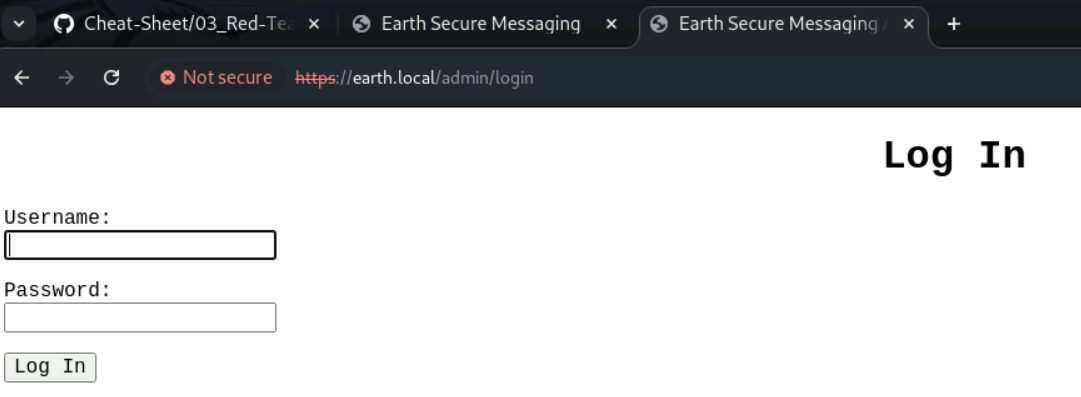 Cheat-Sheet/03_Red-Tea
Earth Secure Messaging
Earth Secure Messaging
Not secure https://earth.local/admin/login
Log In
Username:
Password:
Log In